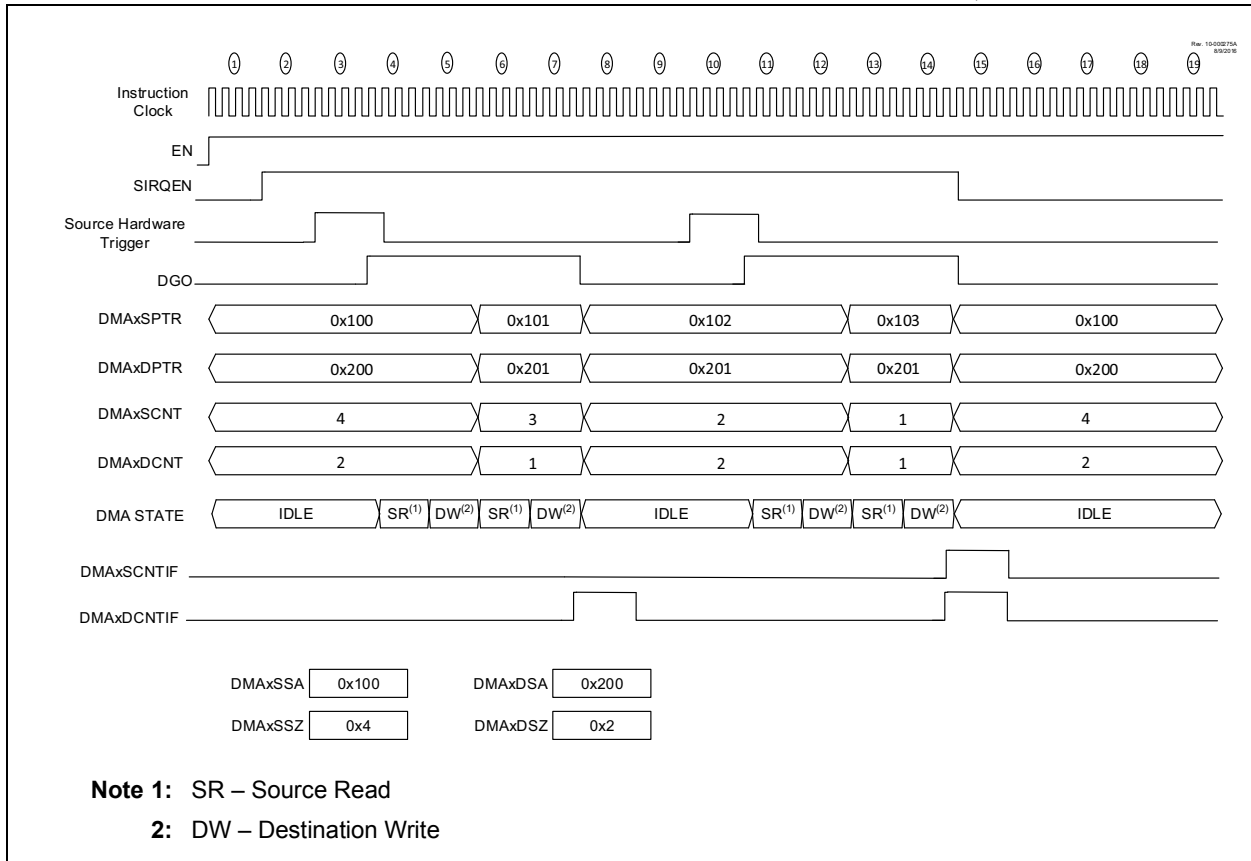 Rev. 10-000275A
8/9/2016
1 2 3 4 5 6 7 8 9 10 11 12 13 14 15 16 17 18 19
Instruction
Clock
EN
SIRQEN
Source Hardware
Trigger
DGO
DMAxSPTR 0x100 0x101 0x102 0x103 0x100
DMAxDPTR 0x200 0x201 0x201 0x201 0x200
DMAxSCNT 4 3 2 1 4
DMAxDCNT 2 1 2 1 2
DMA STATE IDLE SR(1) DW(2) SR(1) DW(2) IDLE SR(1) DW(2) SR(1) DW(2) IDLE
DMAxSCNTIF
DMAxDCNTIF
DMAxSSA 0x100 DMAxDSA 0x200
DMAxSSZ 0x4 DMAxDSZ 0x2
Note 1: SR – Source Read
2: DW – Destination Write